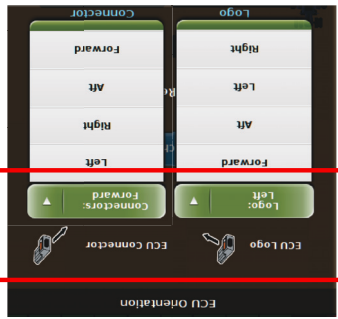 ECU Orientation
ECU Logo
ECU Connector
Logo:
Left
Connectors:
Forward
Forward
Left
Aft
Right
Left
Aft
Right
Forward
Logo
Connector